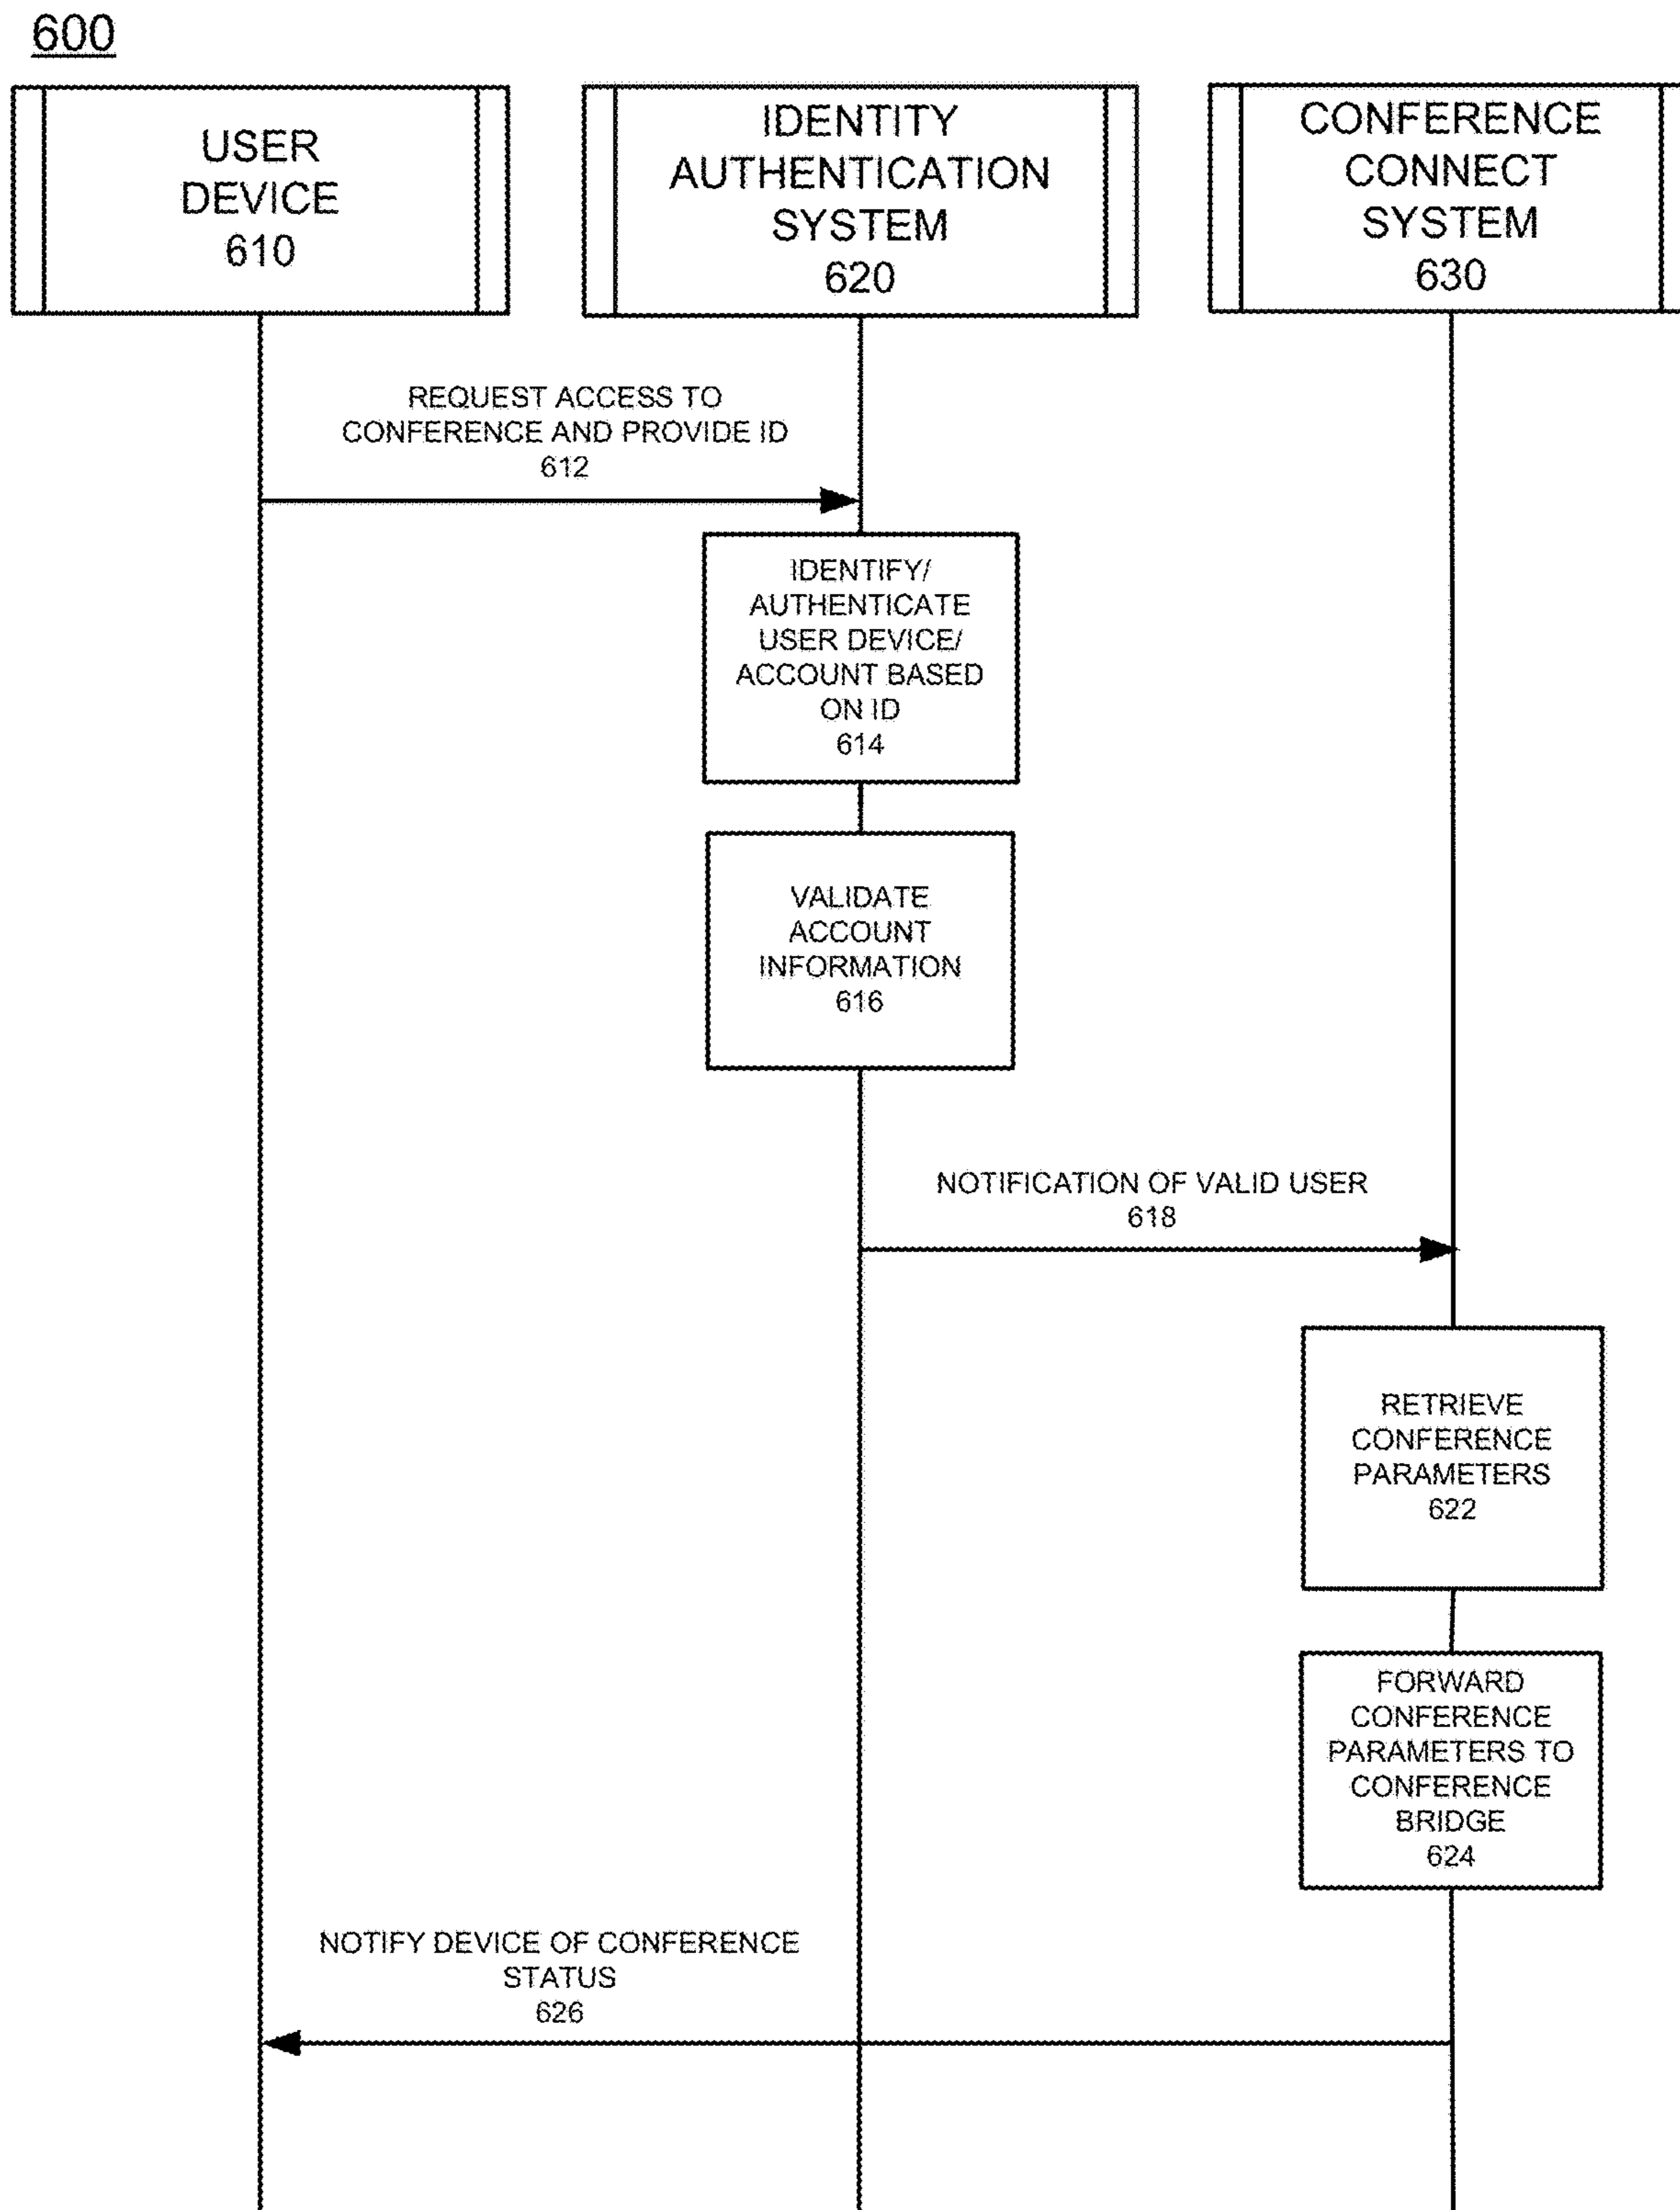 600
USER
DEVICE
610
IDENTITY
AUTHENTICATION
SYSTEM
620
CONFERENCE
CONNECT
SYSTEM
630
REQUEST ACCESS TO
CONFERENCE AND PROVIDE ID
612
IDENTIFY/
AUTHENTICATE
USER DEVICE/
ACCOUNT BASED
ON ID
614
VALIDATE
ACCOUNT
INFORMATION
616
NOTIFICATION OF VALID USER
618
RETRIEVE
CONFERENCE
PARAMETERS
622
FORWARD
CONFERENCE
PARAMETERS TO
CONFERENCE
BRIDGE
624
NOTIFY DEVICE OF CONFERENCE
STATUS
626